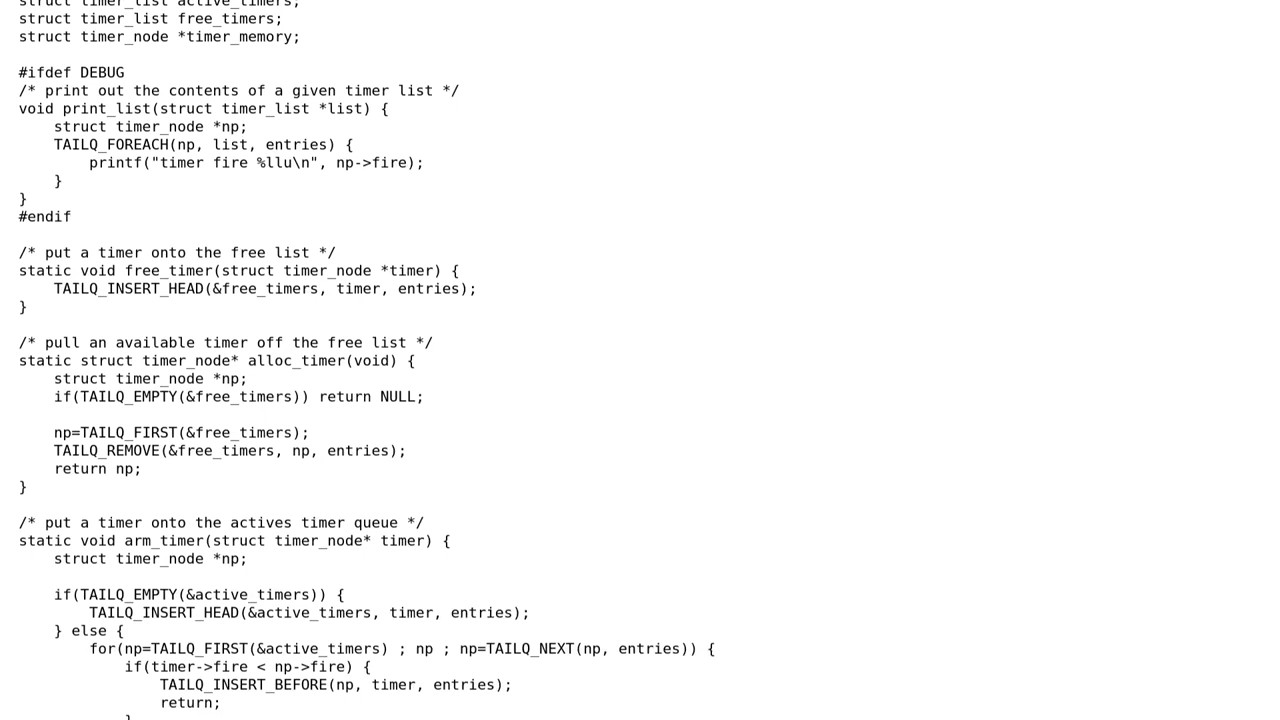 struct timer_list active_timers;
struct timer_list free_timers;
struct timer_node *timer_memory;

#ifdef DEBUG
/* print out the contents of a given timer list */
void print_list(struct timer_list *list) {
    struct timer_node *np;
    TAILQ_FOREACH(np, list, entries) {
        printf("timer fire %llu\n", np->fire);
    }
}
#endif

/* put a timer onto the free list */
static void free_timer(struct timer_node *timer) {
    TAILQ_INSERT_HEAD(&free_timers, timer, entries);
}

/* pull an available timer off the free list */
static struct timer_node* alloc_timer(void) {
    struct timer_node *np;
    if(TAILQ_EMPTY(&free_timers)) return NULL;

    np=TAILQ_FIRST(&free_timers);
    TAILQ_REMOVE(&free_timers, np, entries);
    return np;
}

/* put a timer onto the actives timer queue */
static void arm_timer(struct timer_node* timer) {
    struct timer_node *np;

    if(TAILQ_EMPTY(&active_timers)) {
        TAILQ_INSERT_HEAD(&active_timers, timer, entries);
    } else {
        for(np=TAILQ_FIRST(&active_timers) ; np ; np=TAILQ_NEXT(np, entries)) {
            if(timer->fire < np->fire) {
                TAILQ_INSERT_BEFORE(np, timer, entries);
                return;
            }